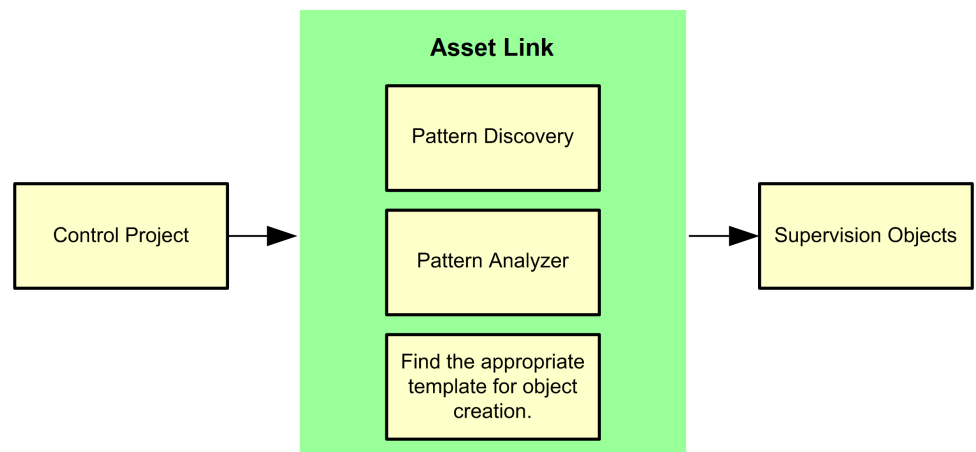 Asset Link
Pattern Discovery
Control Project
Supervision Objects
Pattern Analyzer
Find the appropriate
template for object
creation.